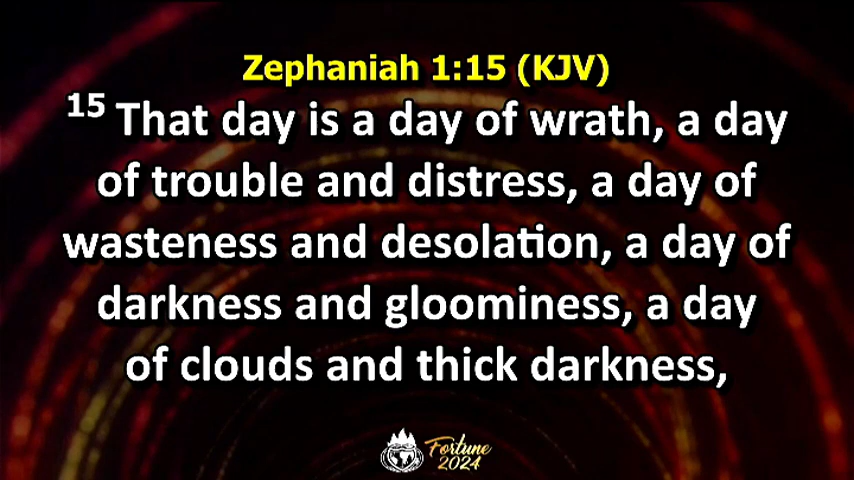 Zephaniah 1:15 (KJV)
15 That day is a day of wrath, a day
of trouble and distress, a day of
wasteness and desolation, a day of
darkness and gloominess, a day
of clouds and thick darkness,
Fortune
2024